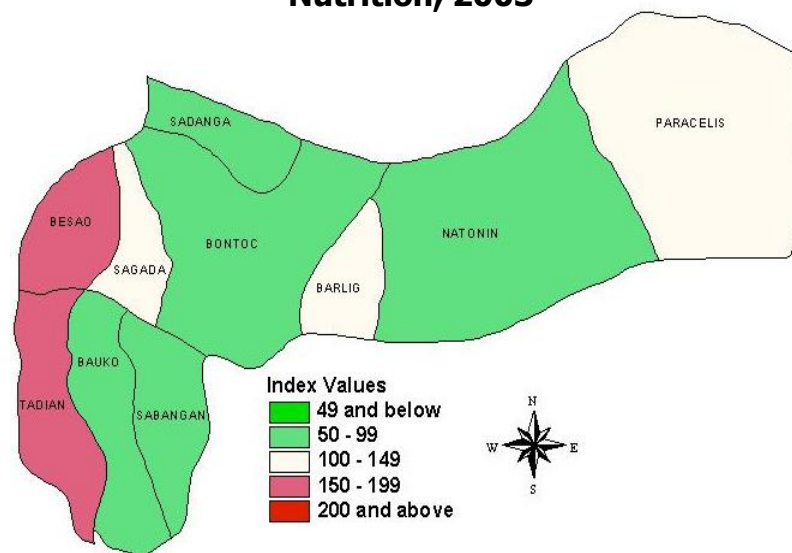 Nutrition, 2005
SADANGA
PARACELIS
BESAO
BONTOC
NATONIN
SAGADA
BARLIG
BAUKO
TADIAN
SABANGAN
Index Values
49 and below
50 - 99
100 - 149
150 - 199
200 and above
N
W
E
S